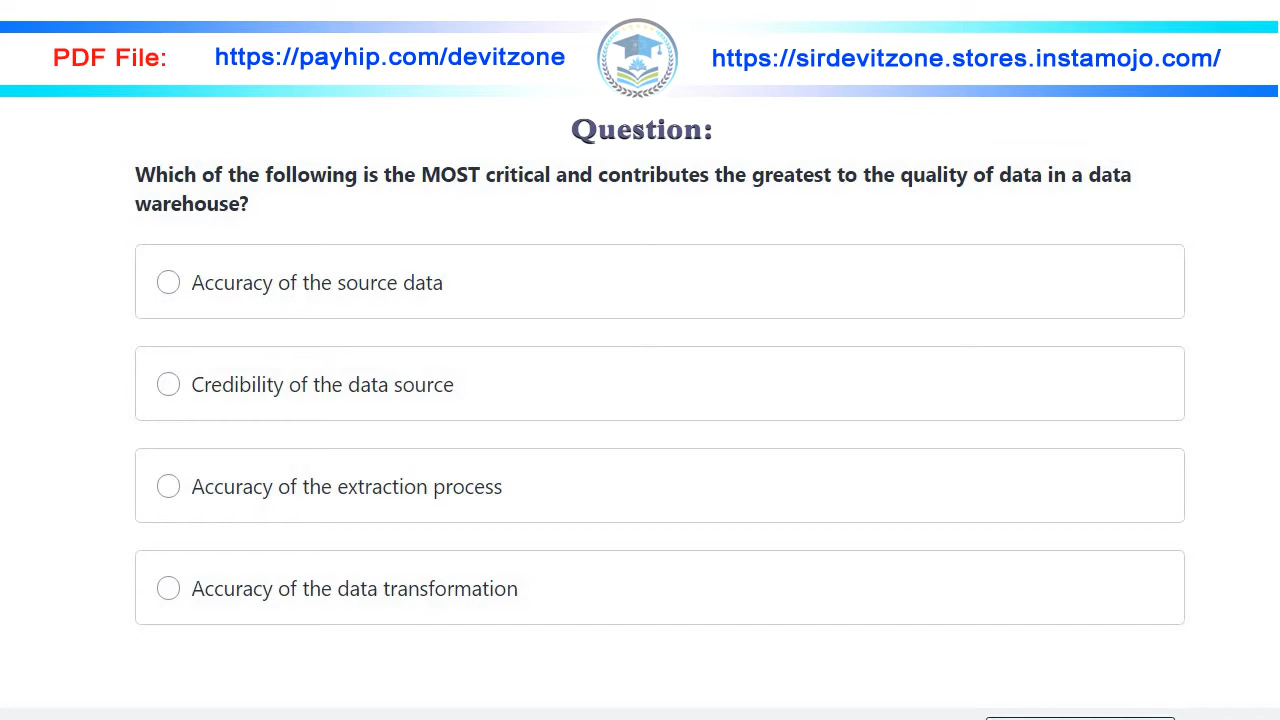 PDF File: https://payhip.com/devitzone https://sirdevitzone.stores.instamojo.com/
Question:
Which of the following is the MOST critical and contributes the greatest to the quality of data in a data
warehouse?
Accuracy of the source data
Credibility of the data source
Accuracy of the extraction process
Accuracy of the data transformation